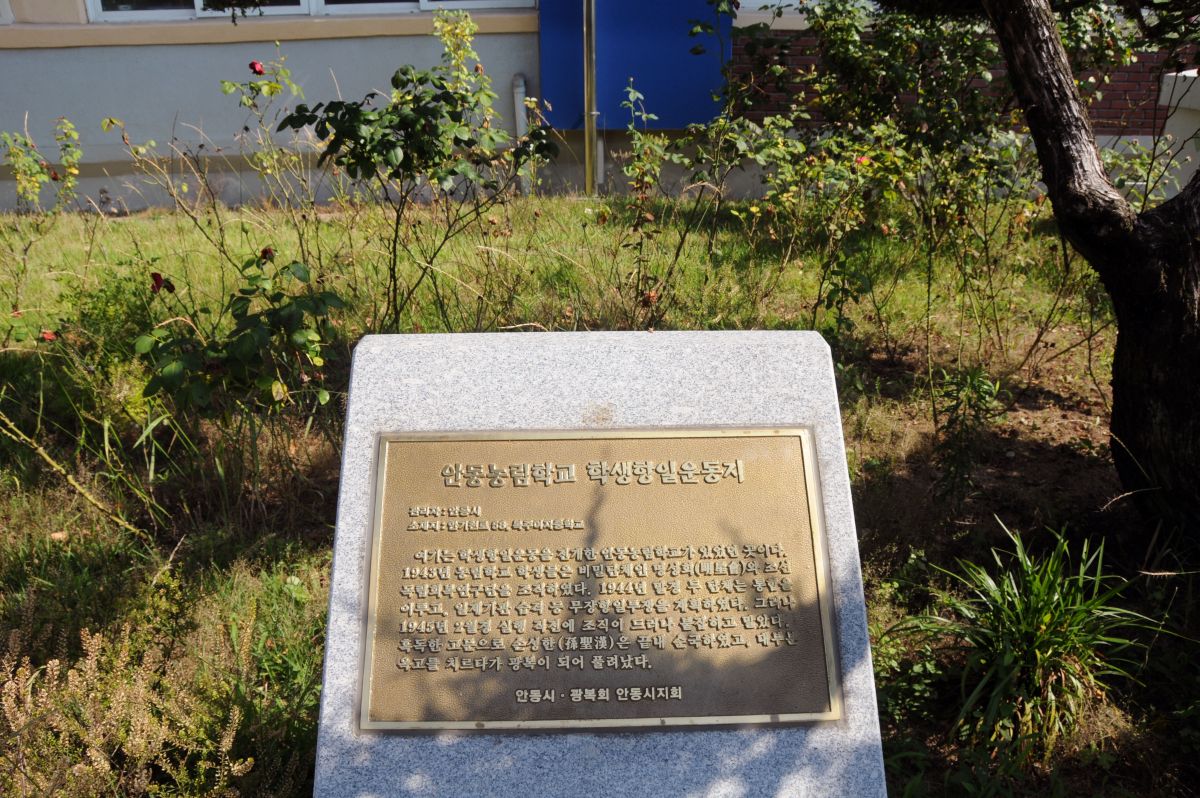 안동농림학교 학생항일운동지
관리자 : 안동시
소재지 : 안기천로 58, 복주여자중학교
여기는 학생항일운동을 전개한 안동농림학교가 있었던 곳이다.
1943년 농림학교 학생들은 비밀단체인 명성회(明星會)와 조선
독립회복연구단을 조직하였다. 1944년 말경 두 단체는 통합을
이루고, 일제기관 습격 등 무장항일투쟁을 계획하였다. 그러나
1945년 2월경 실행 직전에 조직이 드러나 붙잡히고 말았다.
혹독한 고문으로 손성한(孫聖漢)은 끝내 순국하였고, 대부분
옥고를 치르다가 광복이 되어 풀려났다.
안동시 · 광복회 안동시지회